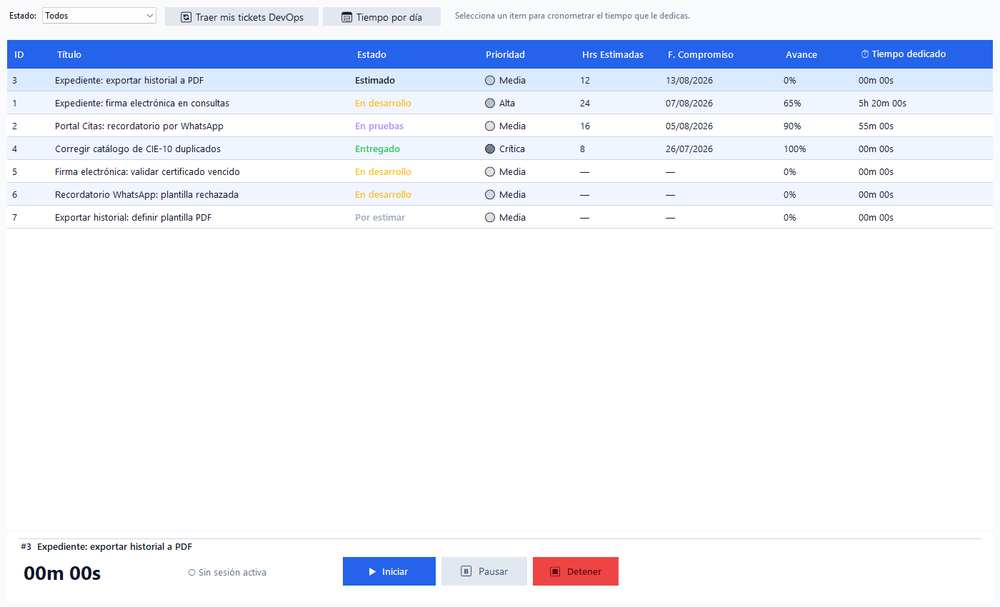 Estado: Todos Traer mis tickets DevOps Tiempo por día Selecciona un item para cronometrar el tiempo que le dedicas.
ID Título Estado Prioridad Hrs Estimadas F. Compromiso Avance ⏱ Tiempo dedicado
3 Expediente: exportar historial a PDF Estimado Media 12 13/08/2026 0% 00m 00s
1 Expediente: firma electrónica en consultas En desarrollo Alta 24 07/08/2026 65% 5h 20m 00s
2 Portal Citas: recordatorio por WhatsApp En pruebas Media 16 05/08/2026 90% 55m 00s
4 Corregir catálogo de CIE-10 duplicados Entregado Crítica 8 26/07/2026 100% 00m 00s
5 Firma electrónica: validar certificado vencido En desarrollo Media — — 0% 00m 00s
6 Recordatorio WhatsApp: plantilla rechazada En desarrollo Media — — 0% 00m 00s
7 Exportar historial: definir plantilla PDF Por estimar Media — — 0% 00m 00s
#3 Expediente: exportar historial a PDF
00m 00s ○ Sin sesión activa ▶ Iniciar Pausar Detener